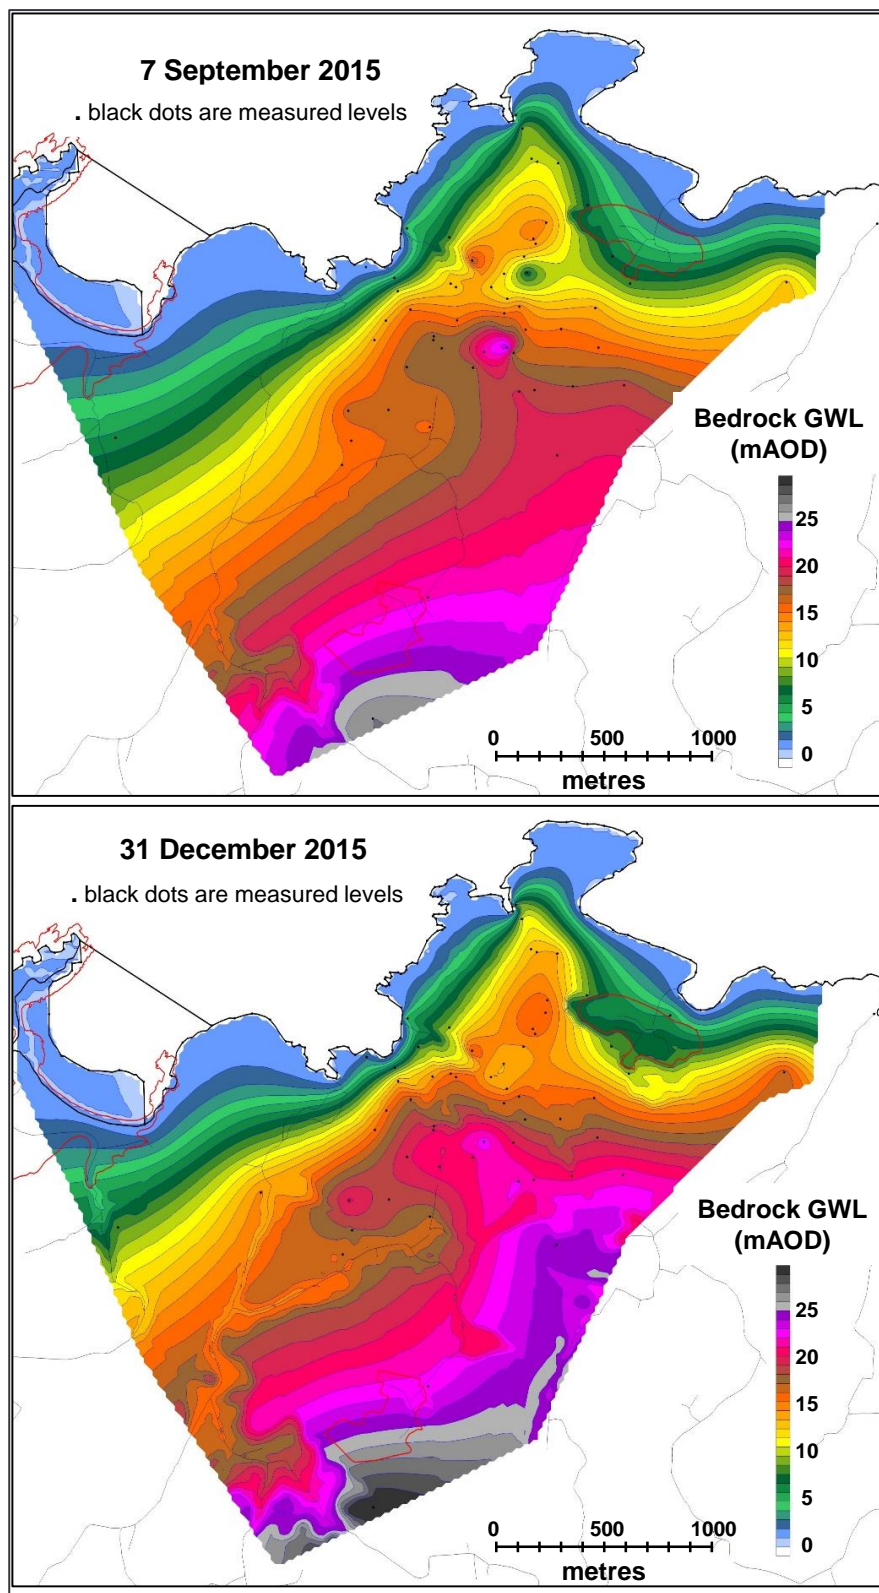 7 September 2015
. black dots are measured levels
Bedrock GWL
(mAOD)
25
20
15
10
5
0
0 500 1000
metres
31 December 2015
. black dots are measured levels
Bedrock GWL
(mAOD)
25
20
15
10
5
0
0 500 1000
metres